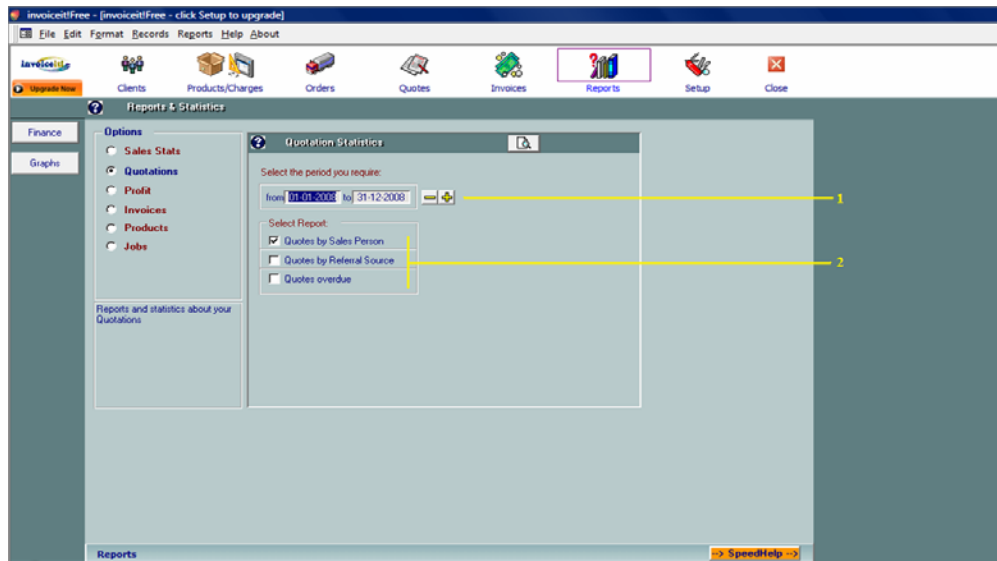 invoiceit!Free - [invoiceit!Free - click Setup to upgrade]
File Edit Format Records Reports Help About
invoiceit!
Upgrade Now
Clients Products/Charges Orders Quotes Invoices Reports Setup Close
? Reports & Statistics
Finance
Graphs
Options
Sales Stats
Quotations
Profit
Invoices
Products
Jobs
Reports and statistics about your
Quotations
? Quotation Statistics
Select the period you require:
from 01-01-2008 to 31-12-2008
1
Select Report:
Quotes by Sales Person
Quotes by Referral Source
Quotes overdue
2
Reports
--> SpeedHelp -->